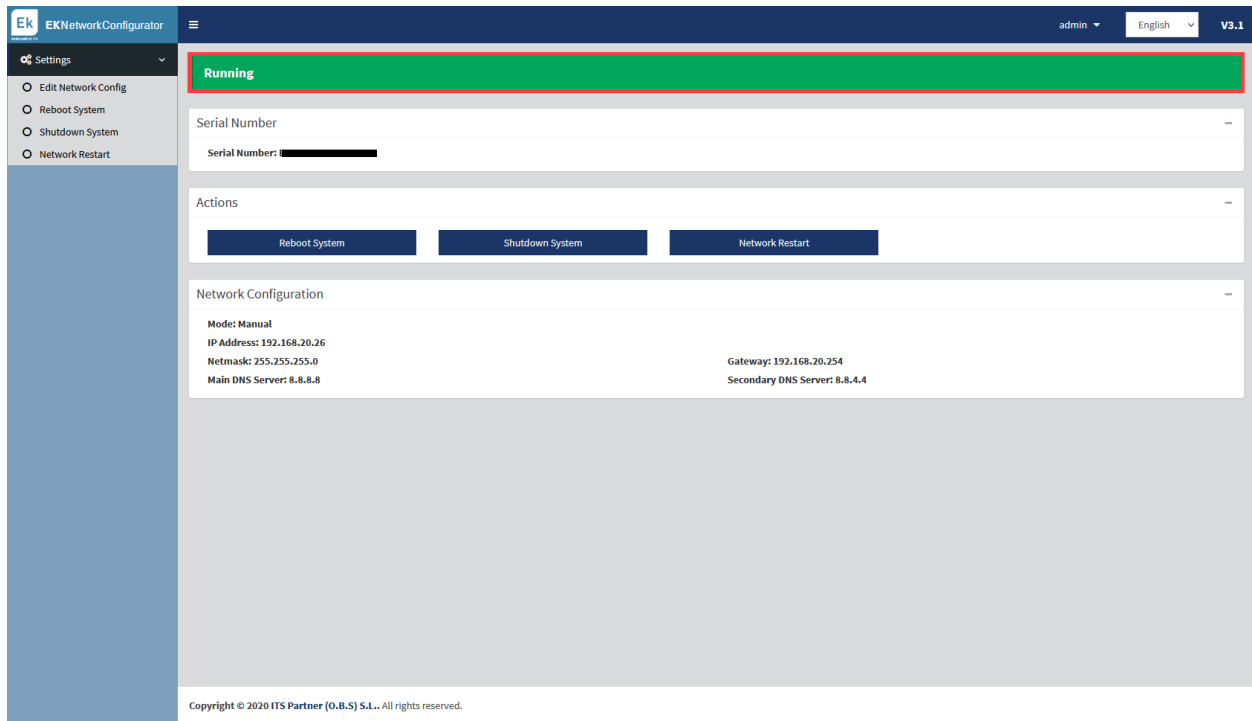 Ek EKNetworkConfigurator
admin English V3.1
Settings
Edit Network Config
Reboot System
Shutdown System
Network Restart
Running
Serial Number
Serial Number:
Actions
Reboot System Shutdown System Network Restart
Network Configuration
Mode: Manual
IP Address: 192.168.20.26
Netmask: 255.255.255.0 Gateway: 192.168.20.254
Main DNS Server: 8.8.8.8 Secondary DNS Server: 8.8.4.4
Copyright © 2020 ITS Partner (O.B.S) S.L.. All rights reserved.